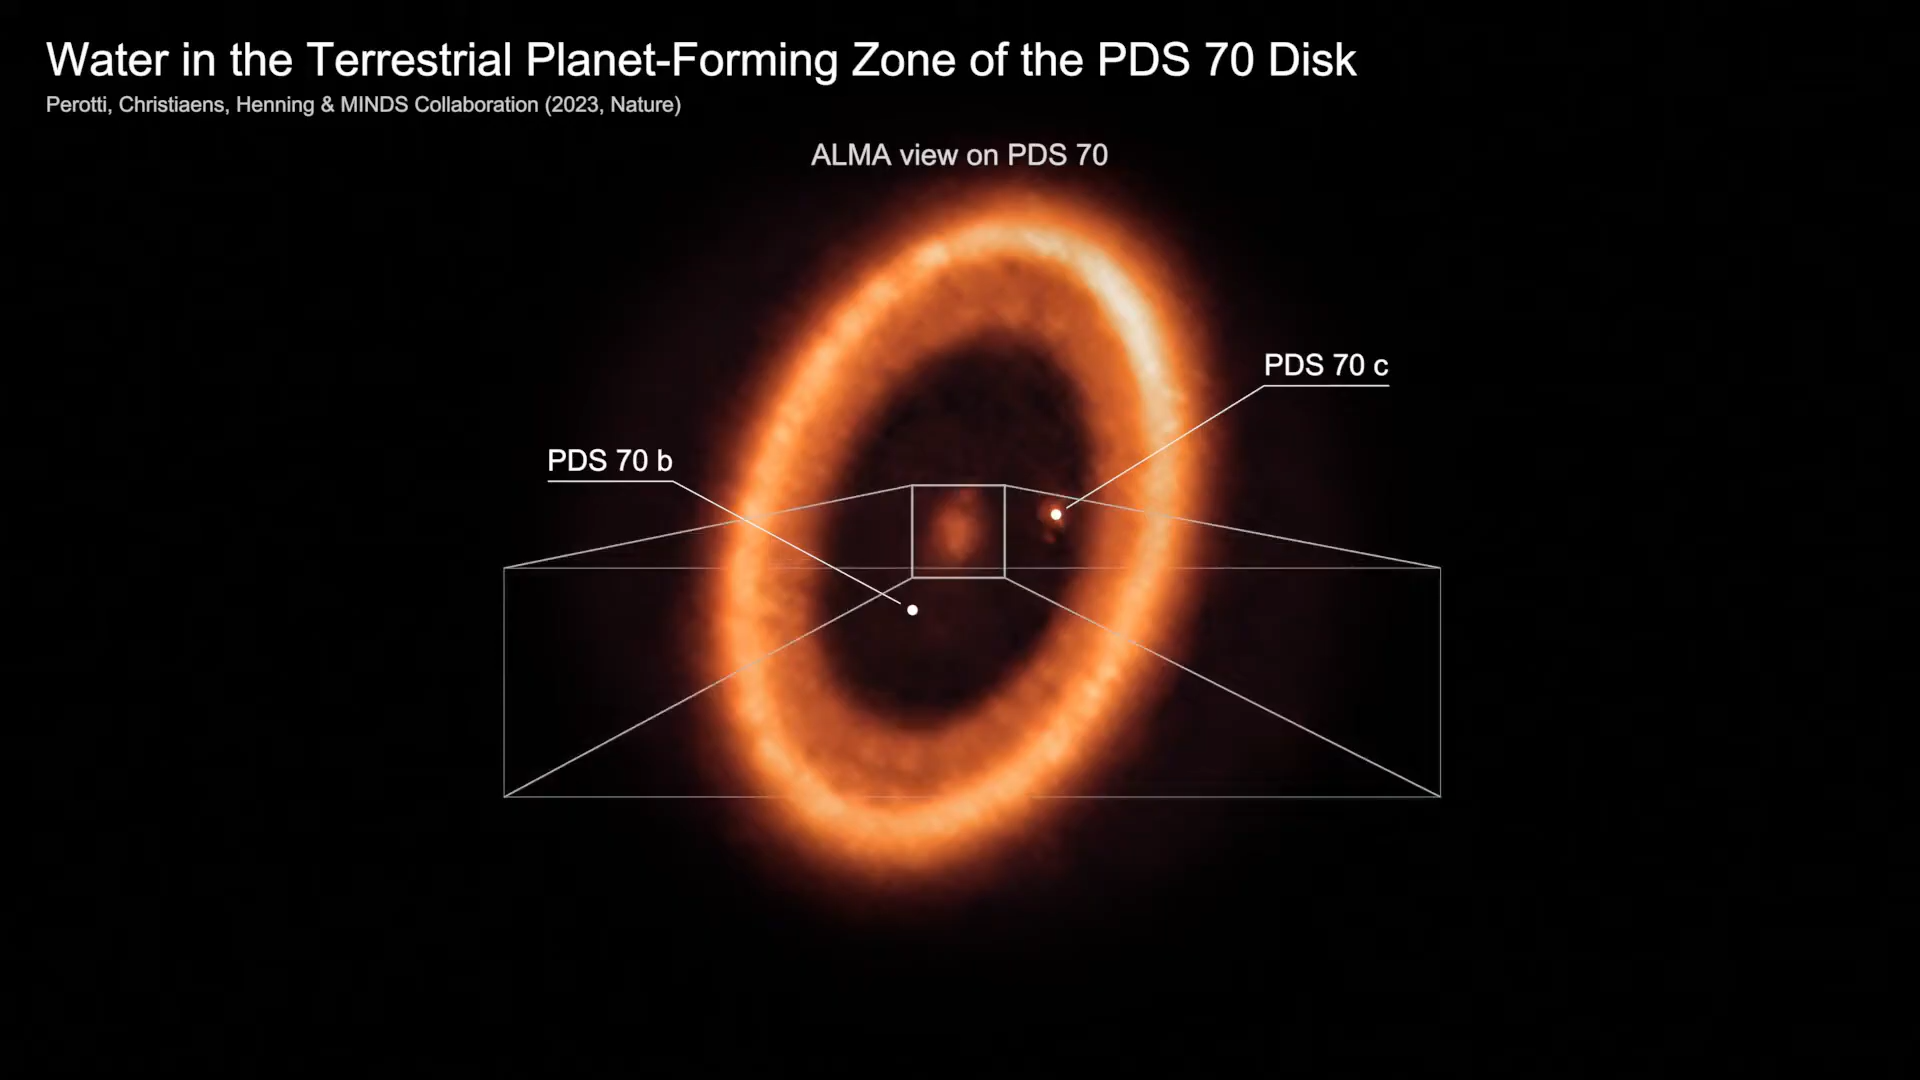 Water in the Terrestrial Planet-Forming Zone of the PDS 70 Disk
Perotti, Christiaens, Henning & MINDS Collaboration (2023, Nature)
ALMA view on PDS 70
PDS 70 c
PDS 70 b